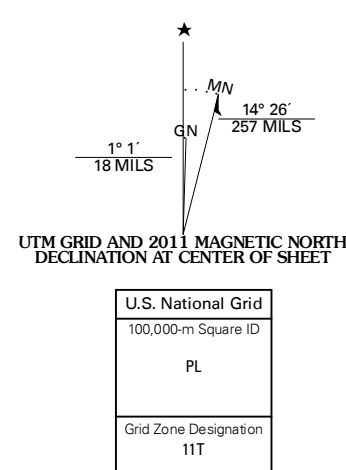 MN
14° 26´
257 MILS
GN
1° 1´
18 MILS
UTM GRID AND 2011 MAGNETIC NORTH
DECLINATION AT CENTER OF SHEET
U.S. National Grid
100,000-m Square ID
PL
Grid Zone Designation
11T